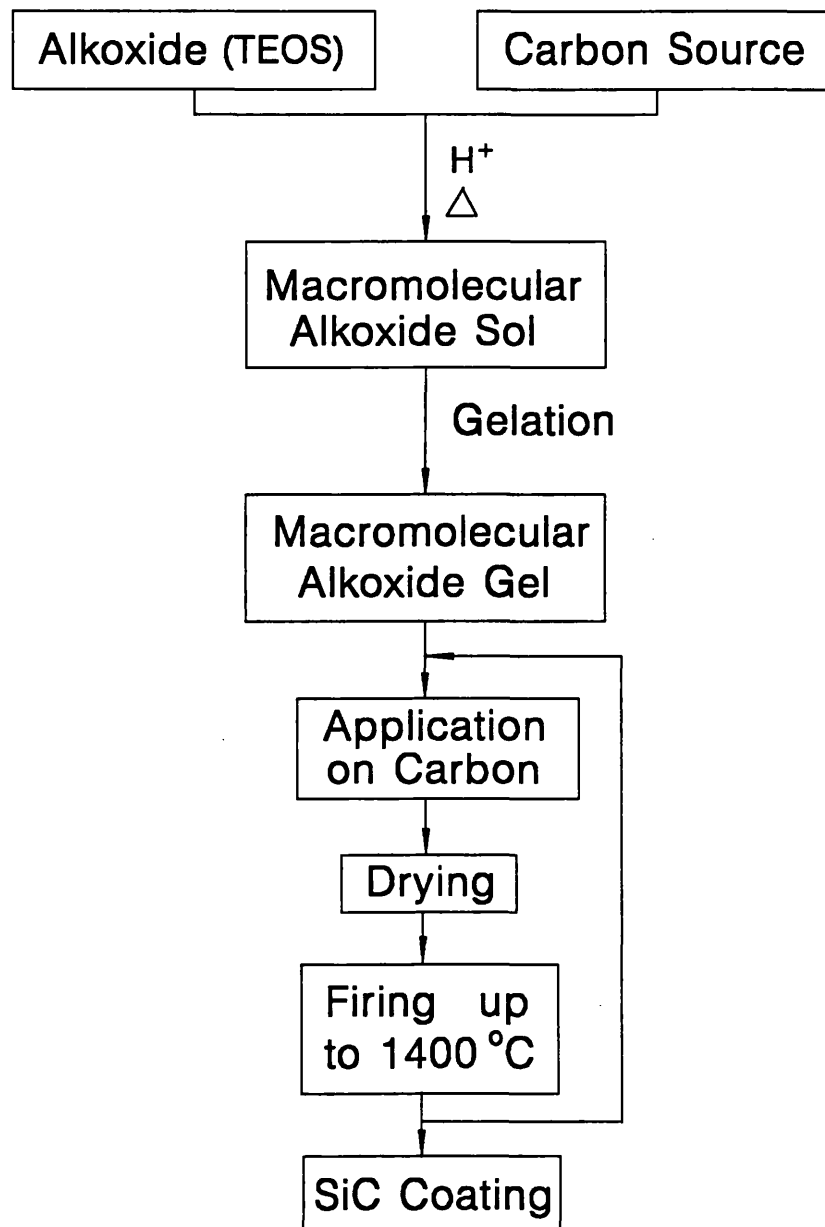 Alkoxide (TEOS)
Carbon Source
H⁺
△
Macromolecular
Alkoxide Sol
Gelation
Macromolecular
Alkoxide Gel
Application
on Carbon
Drying
Firing up
to 1400 °C
SiC Coating